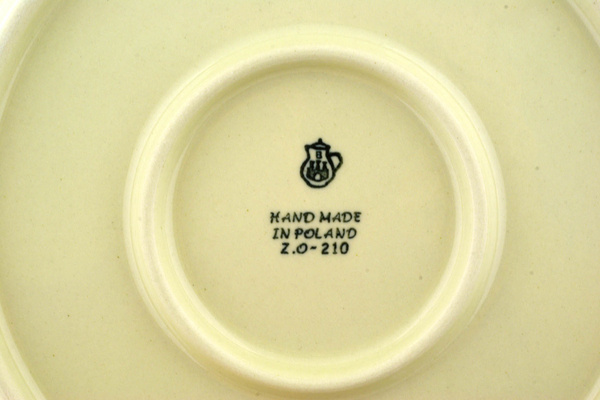 B
HAND MADE
IN POLAND
Z.O-210